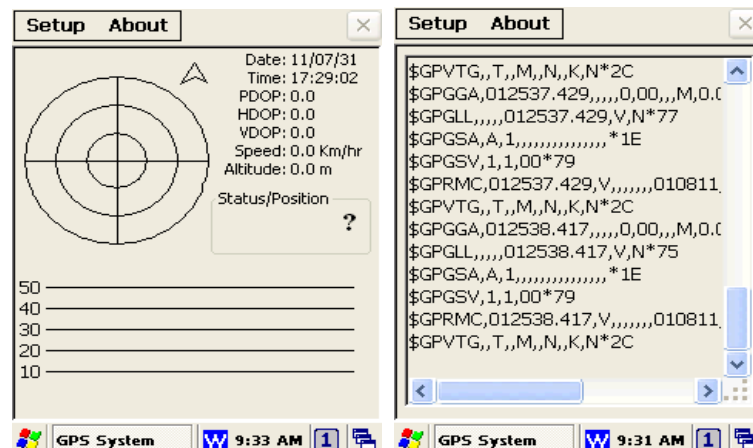 Setup About
Date: 11/07/31
Time: 17:29:02
PDOP: 0.0
HDOP: 0.0
VDOP: 0.0
Speed: 0.0 Km/hr
Altitude: 0.0 m
Status/Position
?
50
40
30
20
10
GPS System 9:33 AM 1
Setup About
$GPVTG,,T,,M,,N,,K,N*2C
$GPGGA,012537.429,,,,,0,00,,,M,0.0
$GPGLL,,,,,012537.429,V,N*77
$GPGSA,A,1,,,,,,,,,,,,,,,*1E
$GPGSV,1,1,00*79
$GPRMC,012537.429,V,,,,,,,010811,
$GPVTG,,T,,M,,N,,K,N*2C
$GPGGA,012538.417,,,,,0,00,,,M,0.0
$GPGLL,,,,,012538.417,V,N*75
$GPGSA,A,1,,,,,,,,,,,,,,,*1E
$GPGSV,1,1,00*79
$GPRMC,012538.417,V,,,,,,,010811,
$GPVTG,,T,,M,,N,,K,N*2C
GPS System 9:31 AM 1